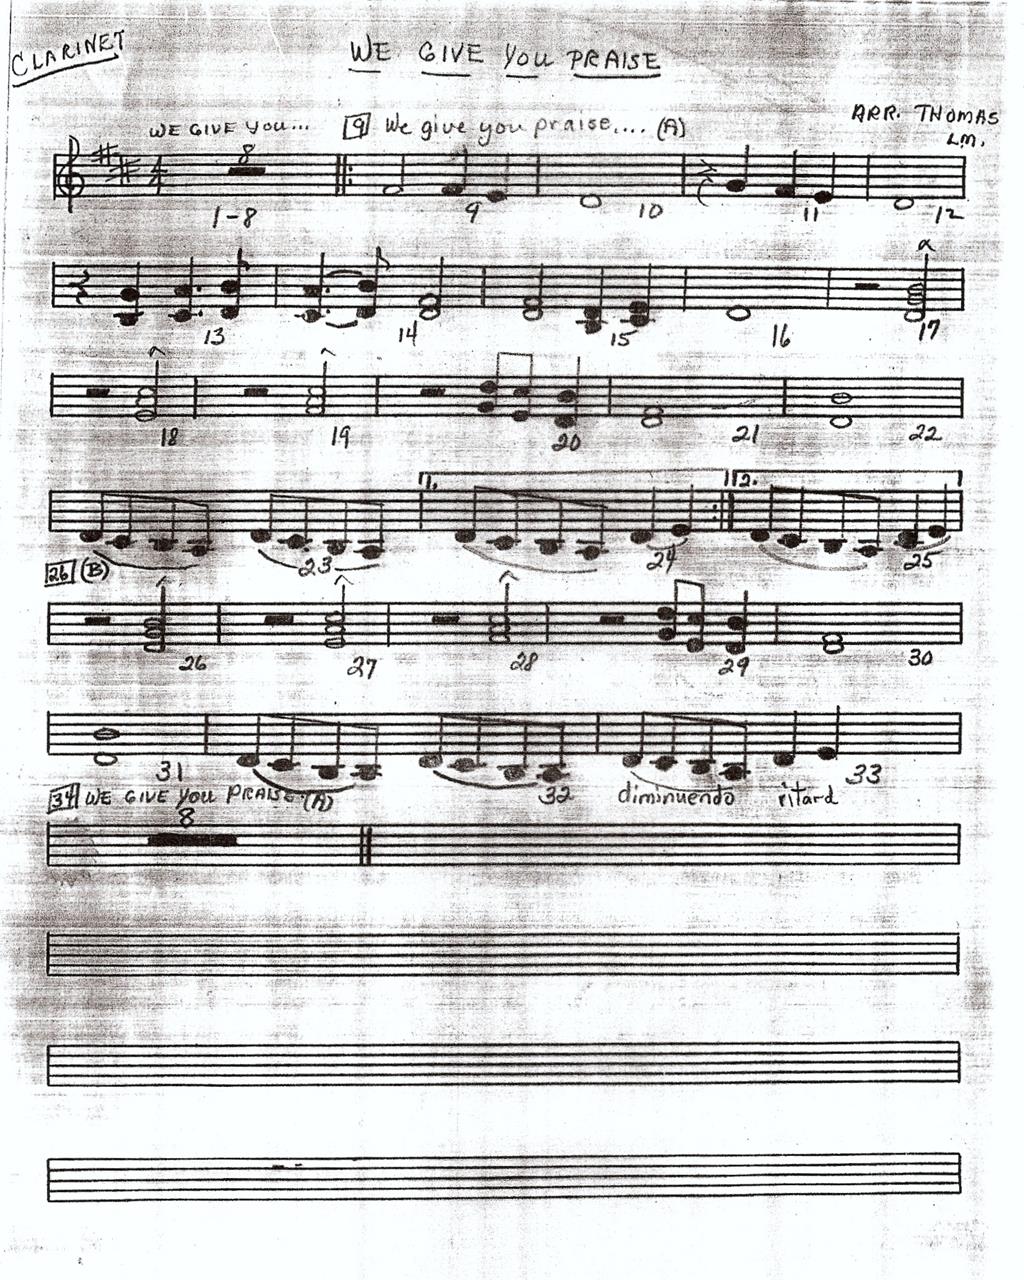 CLARINET
WE GIVE YOU PRAISE
ARR. THOMAS
LM.
WE GIVE YOU... 9 We give you praise.... (A)
8
1-8 9 10 11 12
13 14 15 16 17
18 19 20 21 22
1. 2.
23 24 25
26 (B)
26 27 28 29 30
31 32 33
diminuendo ritard
34 WE GIVE YOU PRAISE (A)
8